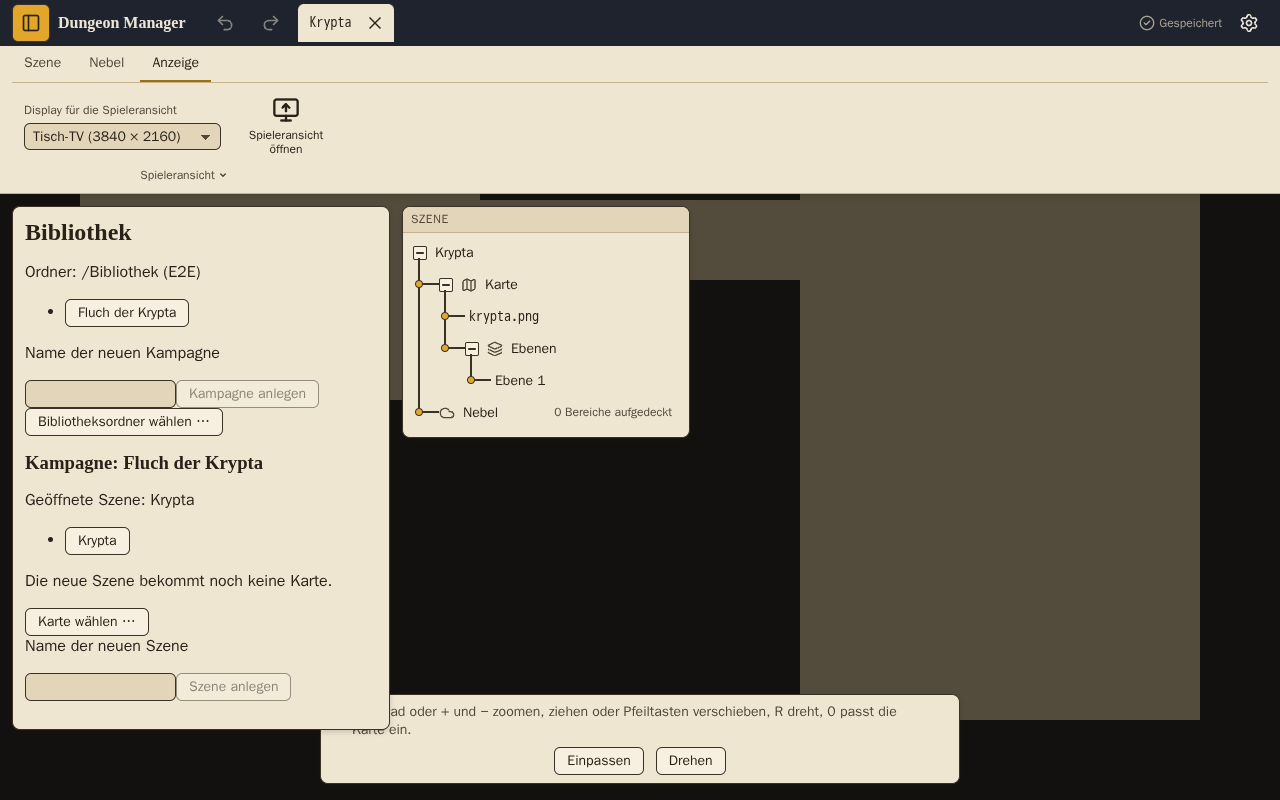 Dungeon Manager
Krypta
Gespeichert
Szene
Nebel
Anzeige
Display für die Spieleransicht
Tisch-TV (3840 × 2160)
Spieleransicht
öffnen
Spieleransicht
Bibliothek
Ordner: /Bibliothek (E2E)
• Fluch der Krypta
Name der neuen Kampagne
Kampagne anlegen
Bibliotheksordner wählen ⋯
Kampagne: Fluch der Krypta
Geöffnete Szene: Krypta
• Krypta
Die neue Szene bekommt noch keine Karte.
Karte wählen ⋯
Name der neuen Szene
Szene anlegen
SZENE
Krypta
Karte
krypta.png
Ebenen
Ebene 1
Nebel 0 Bereiche aufgedeckt
oder + und − zoomen, ziehen oder Pfeiltasten verschieben, R dreht, 0 passt die
Karte ein.
Einpassen
Drehen